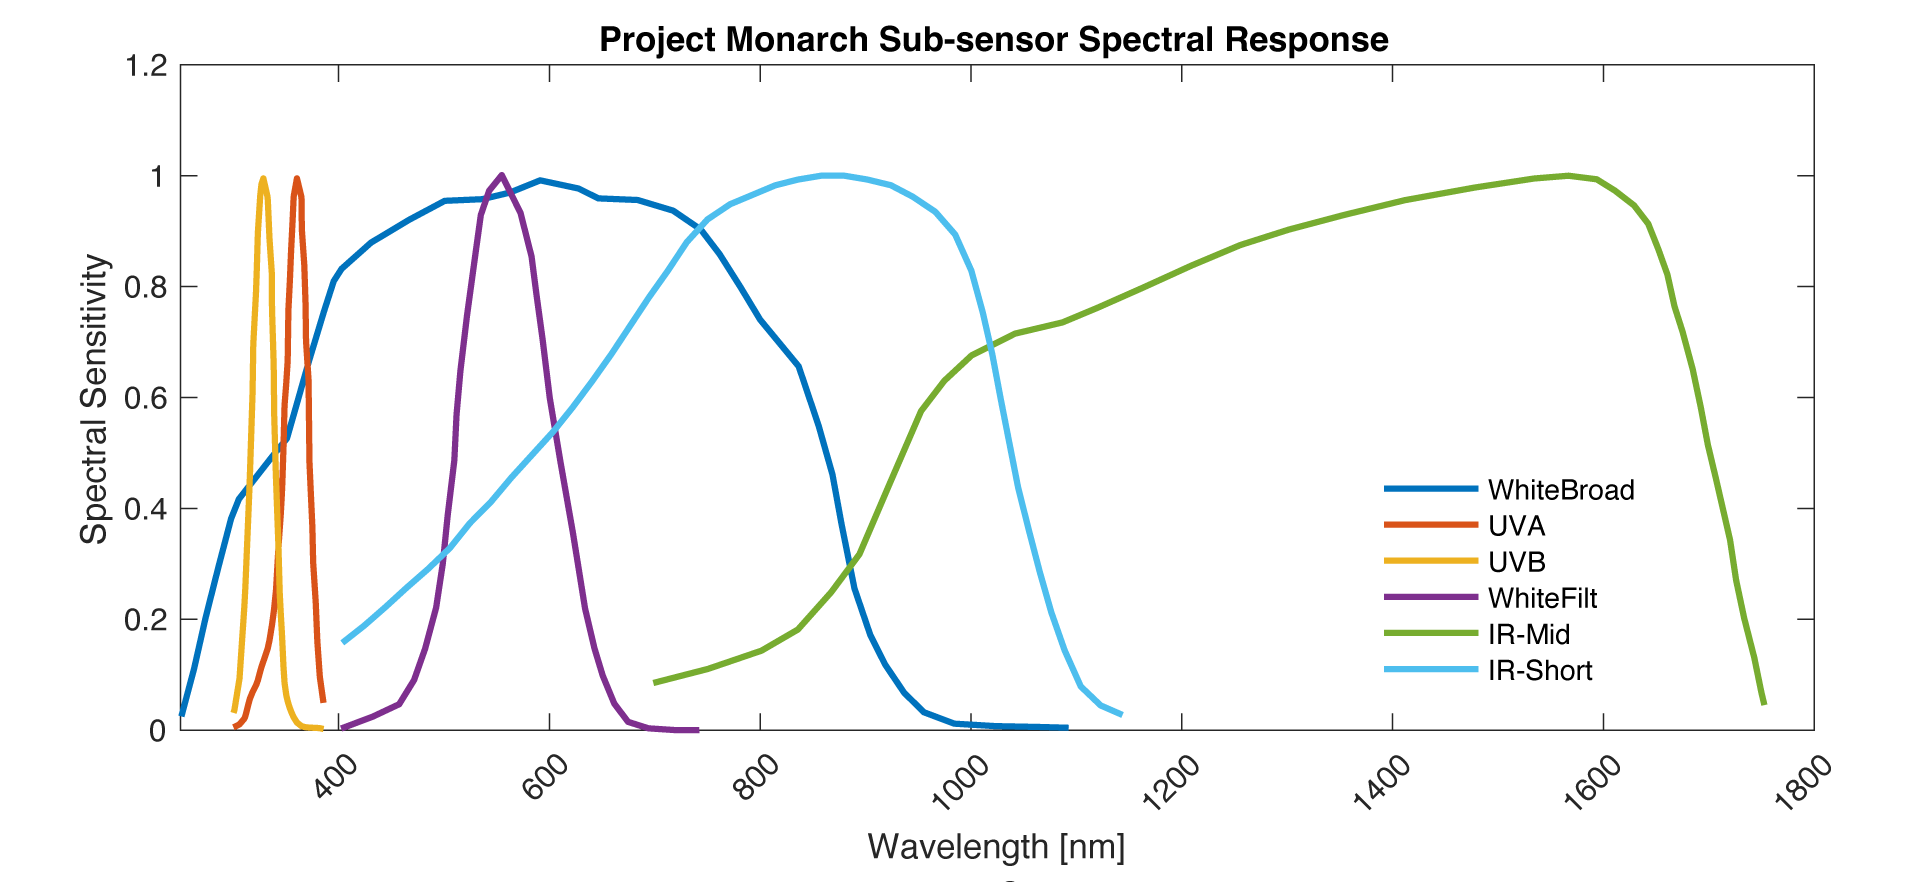 Project Monarch Sub-sensor Spectral Response
1.2
1
0.8
0.6
0.4
0.2
0
Spectral Sensitivity
WhiteBroad
UVA
UVB
WhiteFilt
IR-Mid
IR-Short
400
600
800
1000
1200
1400
1600
1800
Wavelength [nm]